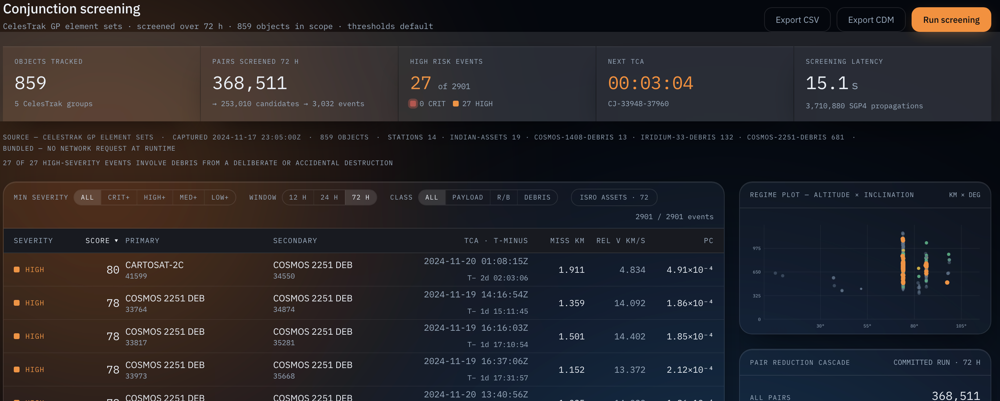 Conjunction screening
CelesTrak GP element sets · screened over 72 h · 859 objects in scope · thresholds default
Export CSV
Export CDM
Run screening
OBJECTS TRACKED
859
5 CelesTrak groups
PAIRS SCREENED 72 H
368,511
→ 253,010 candidates → 3,032 events
HIGH RISK EVENTS
27 of 2901
0 CRIT 27 HIGH
NEXT TCA
00:03:04
CJ-33948-37960
SCREENING LATENCY
15.1 s
3,710,880 SGP4 propagations
SOURCE — CELESTRAK GP ELEMENT SETS · CAPTURED 2024-11-17 23:05:00Z · 859 OBJECTS · STATIONS 14 · INDIAN-ASSETS 19 · COSMOS-1408-DEBRIS 13 · IRIDIUM-33-DEBRIS 132 · COSMOS-2251-DEBRIS 681 ·
BUNDLED — NO NETWORK REQUEST AT RUNTIME
27 OF 27 HIGH-SEVERITY EVENTS INVOLVE DEBRIS FROM A DELIBERATE OR ACCIDENTAL DESTRUCTION
MIN SEVERITY ALL CRIT+ HIGH+ MED+ LOW+ WINDOW 12 H 24 H 72 H CLASS ALL PAYLOAD R/B DEBRIS ISRO ASSETS · 72
2901 / 2901 events
SEVERITY SCORE ▼ PRIMARY SECONDARY TCA · T-MINUS MISS KM REL V KM/S PC
HIGH 80 CARTOSAT-2C COSMOS 2251 DEB 2024-11-20 01:08:15Z 1.911 4.834 4.91×10⁻⁴
41599 34550 T− 2d 02:03:06
HIGH 78 COSMOS 2251 DEB COSMOS 2251 DEB 2024-11-19 14:16:54Z 1.359 14.092 1.86×10⁻⁴
33764 34874 T− 1d 15:11:45
HIGH 78 COSMOS 2251 DEB COSMOS 2251 DEB 2024-11-19 16:16:03Z 1.501 14.402 1.85×10⁻⁴
33817 35281 T− 1d 17:10:54
HIGH 78 COSMOS 2251 DEB COSMOS 2251 DEB 2024-11-19 16:37:06Z 1.152 13.372 2.12×10⁻⁴
33973 35668 T− 1d 17:31:57
COSMOS 2251 DEB COSMOS 2251 DEB 2024-11-20 13:40:56Z
REGIME PLOT — ALTITUDE × INCLINATION
KM × DEG
975
650
325
0
30° 55° 80° 105°
PAIR REDUCTION CASCADE
COMMITTED RUN · 72 H
ALL PAIRS
368,511